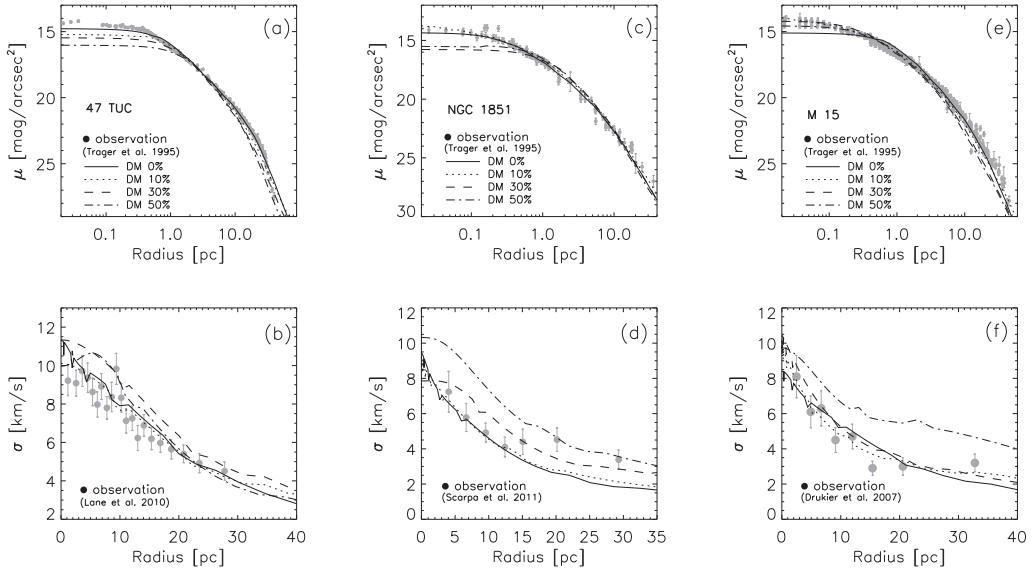 (a)
μ [mag/arcsec²]
15
20
25
47 TUC
observation
(Trager et al. 1995)
DM 0%
DM 10%
DM 30%
DM 50%
0.1 1.0 10.0
Radius [pc]
(c)
μ [mag/arcsec²]
15
20
25
30
NGC 1851
observation
(Trager et al. 1995)
DM 0%
DM 10%
DM 30%
DM 50%
0.1 1.0 10.0
Radius [pc]
(e)
μ [mag/arcsec²]
15
20
25
M 15
observation
(Trager et al. 1995)
DM 0%
DM 10%
DM 30%
DM 50%
0.1 1.0 10.0
Radius [pc]
(b)
σ [km/s]
12
10
8
6
4
2
observation
(Lane et al. 2010)
0 10 20 30 40
Radius [pc]
(d)
σ [km/s]
12
10
8
6
4
2
0
observation
(Scarpa et al. 2011)
0 5 10 15 20 25 30 35
Radius [pc]
(f)
σ [km/s]
12
10
8
6
4
2
0
observation
(Drukier et al. 2007)
0 10 20 30 40
Radius [pc]